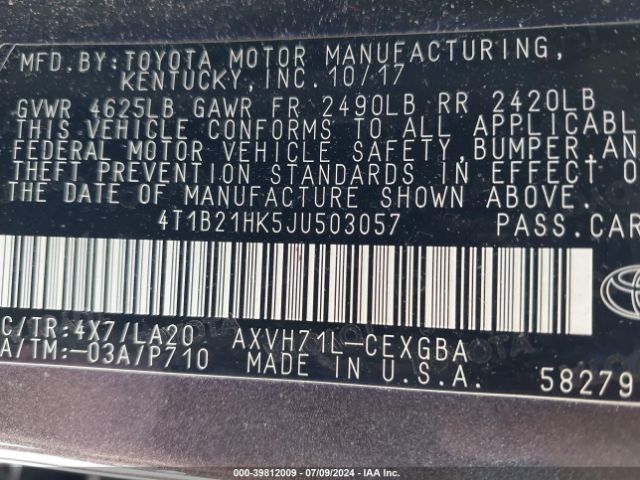 MFD. BY: TOYOTA MOTOR MANUFACTURING,
KENTUCKY, INC. 10/17
GVWR 4625LB GAWR FR 2490LB RR 2420LB
THIS VEHICLE CONFORMS TO ALL APPLICABL
FEDERAL MOTOR VEHICLE SAFETY, BUMPER, AN
THEFT PREVENTION STANDARDS IN EFFECT O
THE DATE OF MANUFACTURE SHOWN ABOVE.
4T1B21HK5JU503057 PASS. CAR
C/TR: 4X7/LA20 AXVH71L-CEXGBA
A/TM: -03A/P710 MADE IN U.S.A. 58279
000-39812009 | 07/09/2024 | IAAI.COM